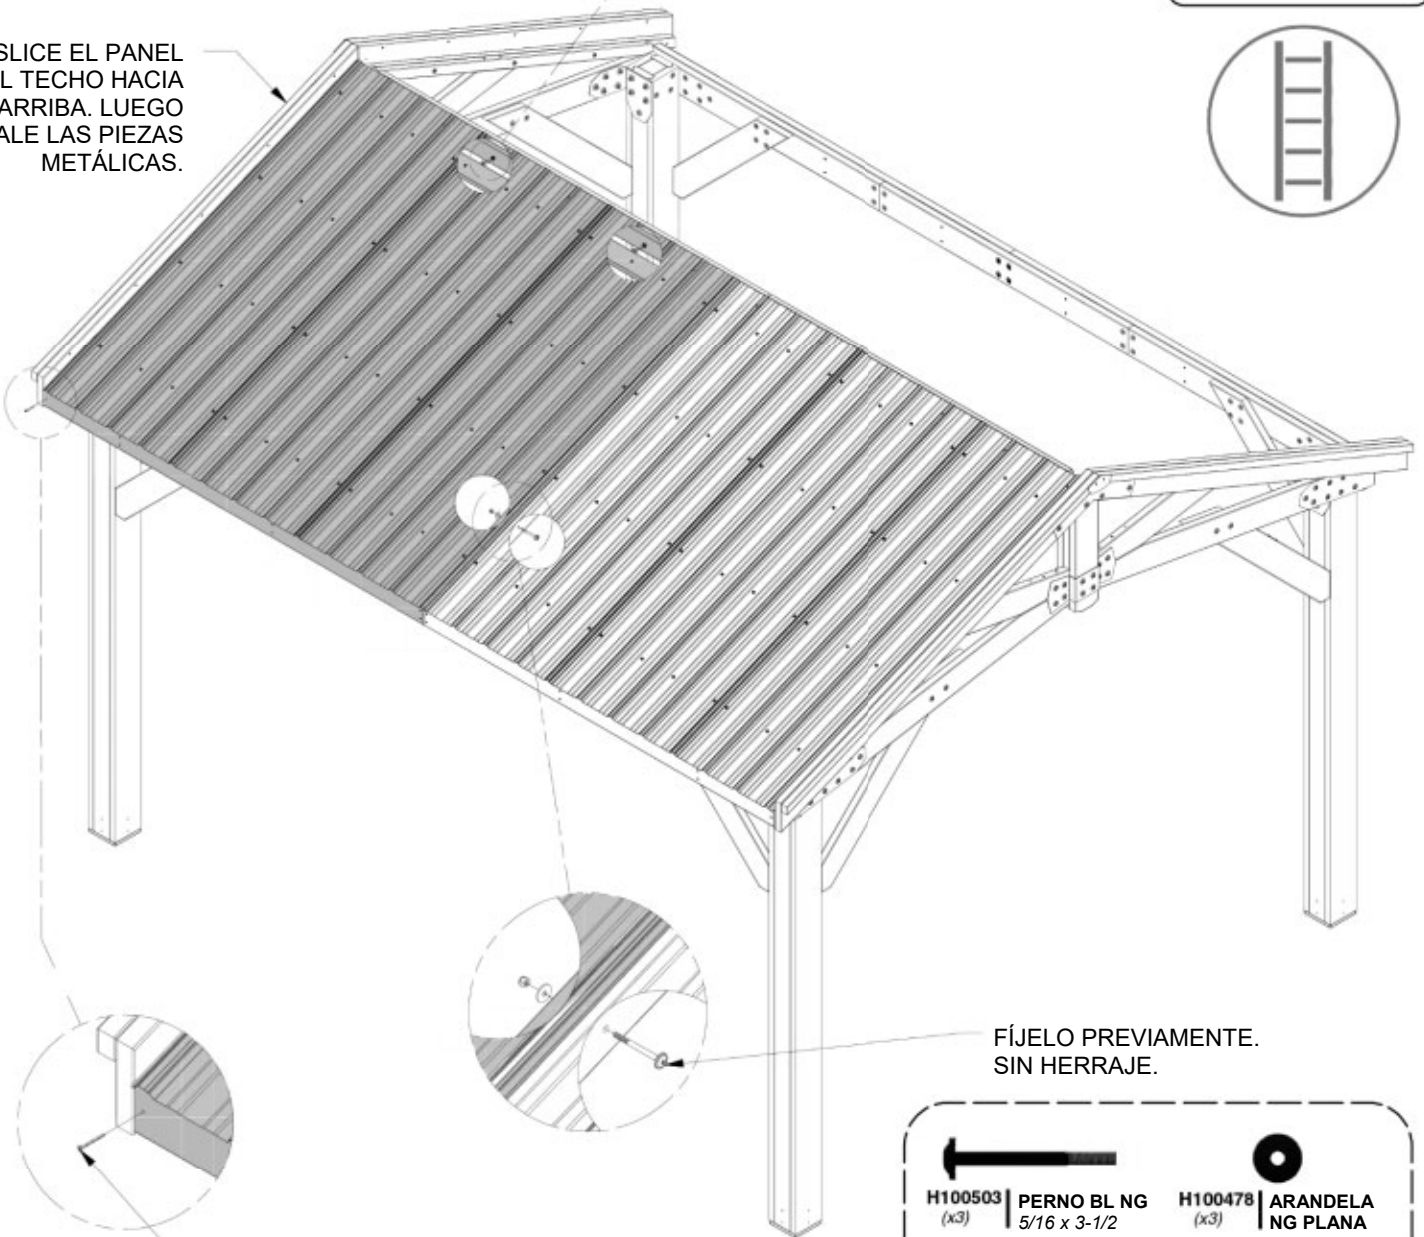 SLICE EL PANEL
L TECHO HACIA
ARRIBA. LUEGO
ALE LAS PIEZAS
METÁLICAS.
FÍJELO PREVIAMENTE.
SIN HERRAJE.
H100503 PERNO BL NG
(x3) 5/16 x 3-1/2
H100478 ARANDELA
(x3) NG PLANA